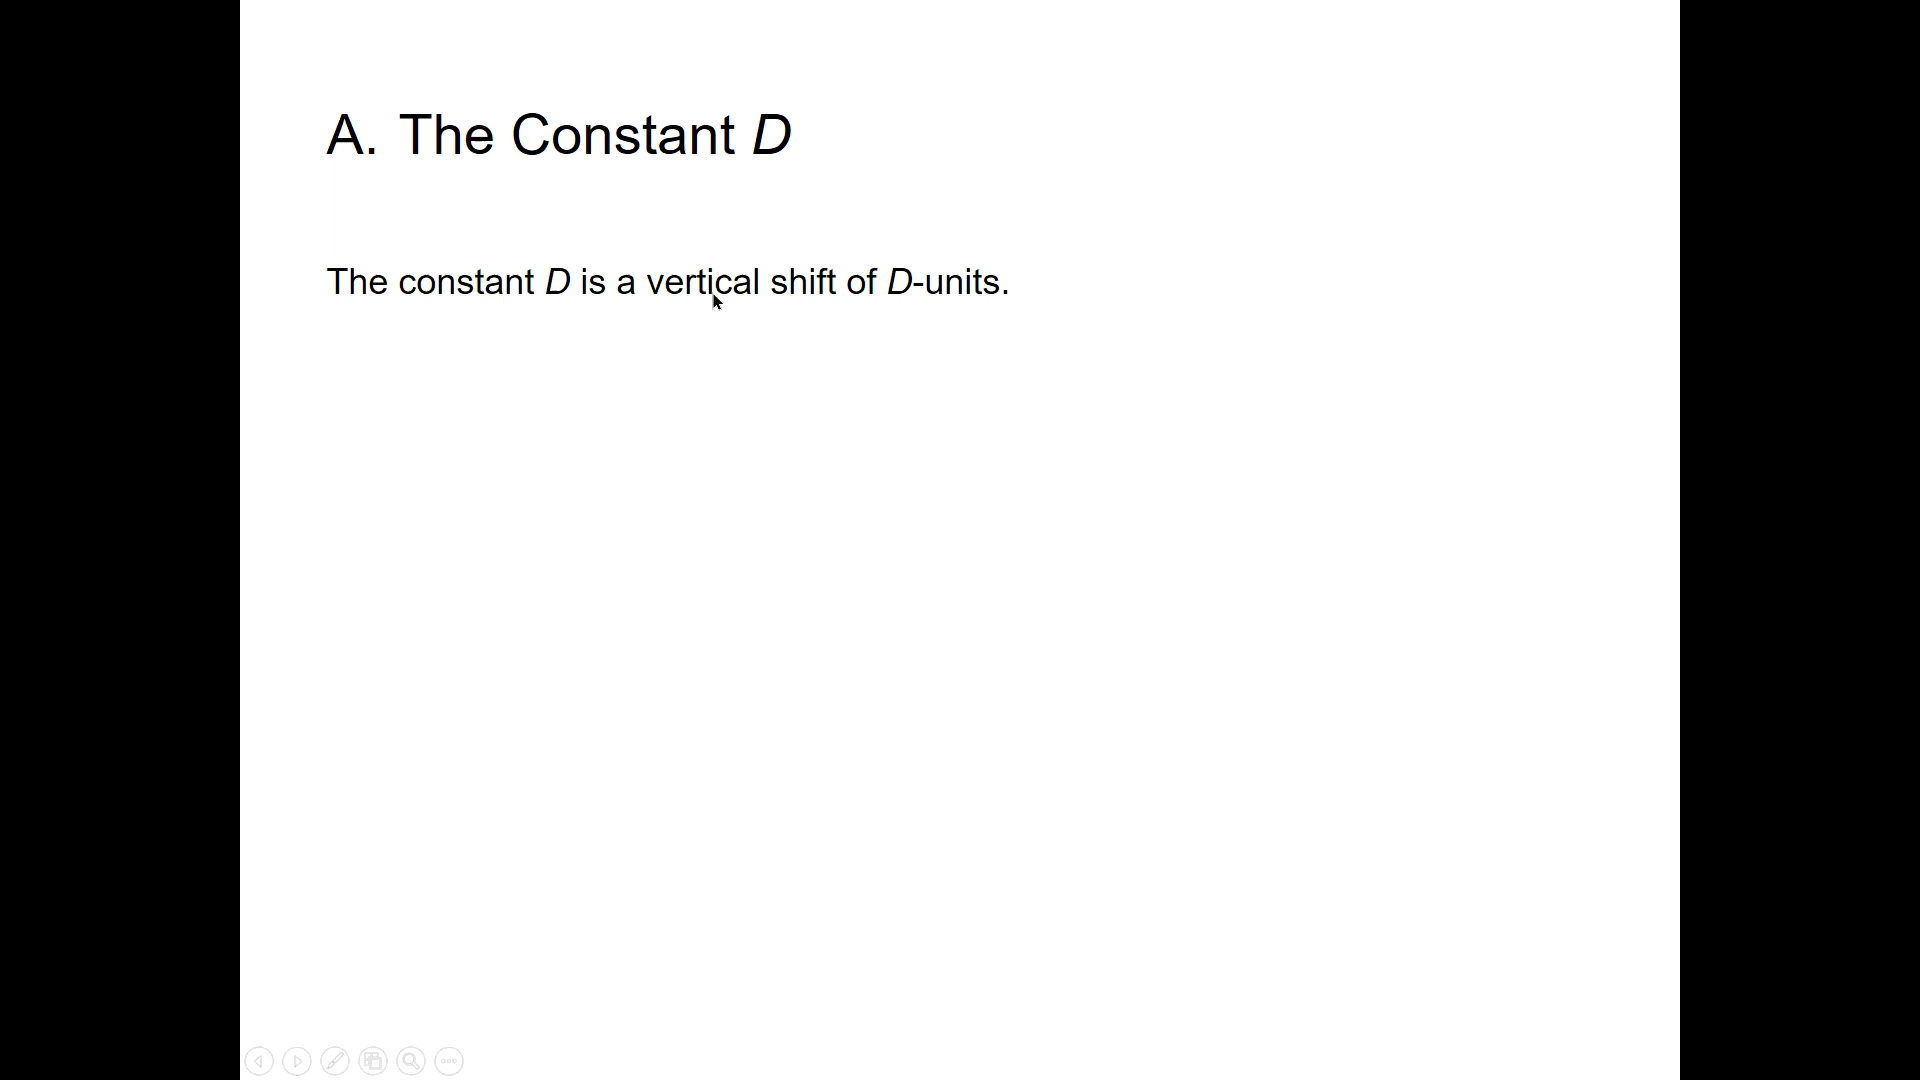 A. The Constant D
The constant D is a vertical shift of D-units.